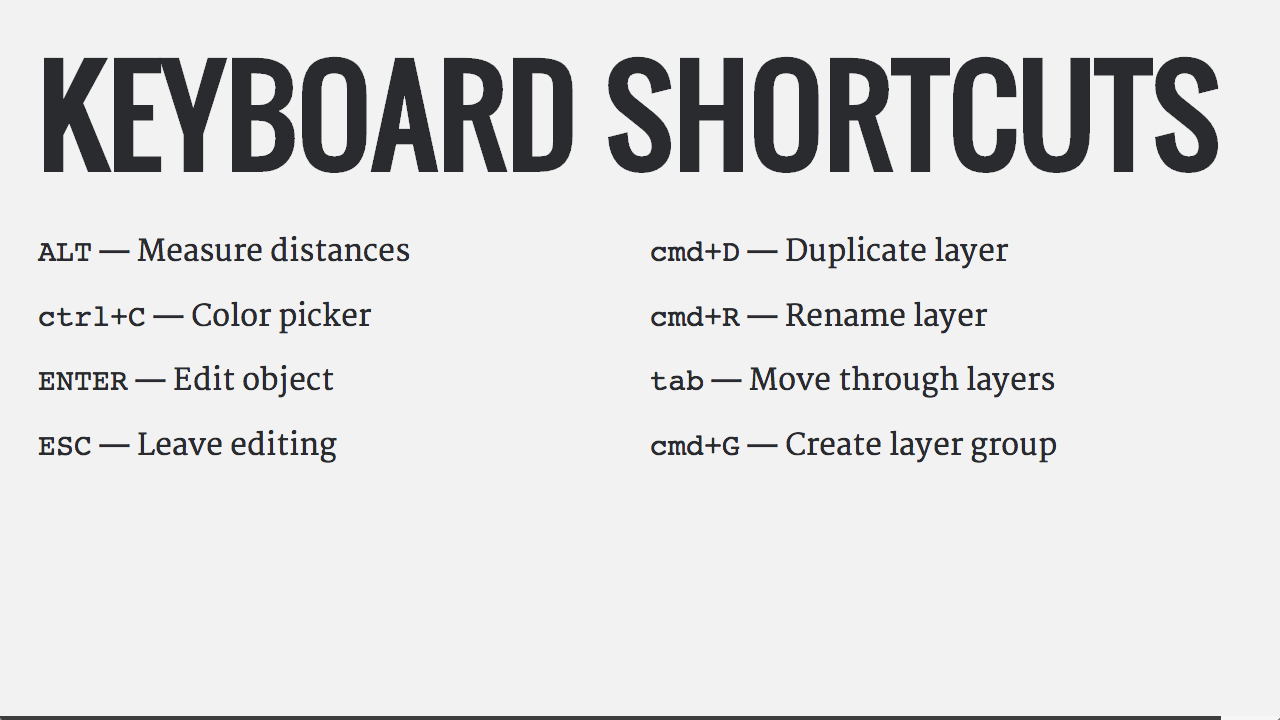 KEYBOARD SHORTCUTS
ALT — Measure distances
ctrl+C — Color picker
ENTER — Edit object
ESC — Leave editing
cmd+D — Duplicate layer
cmd+R — Rename layer
tab — Move through layers
cmd+G — Create layer group